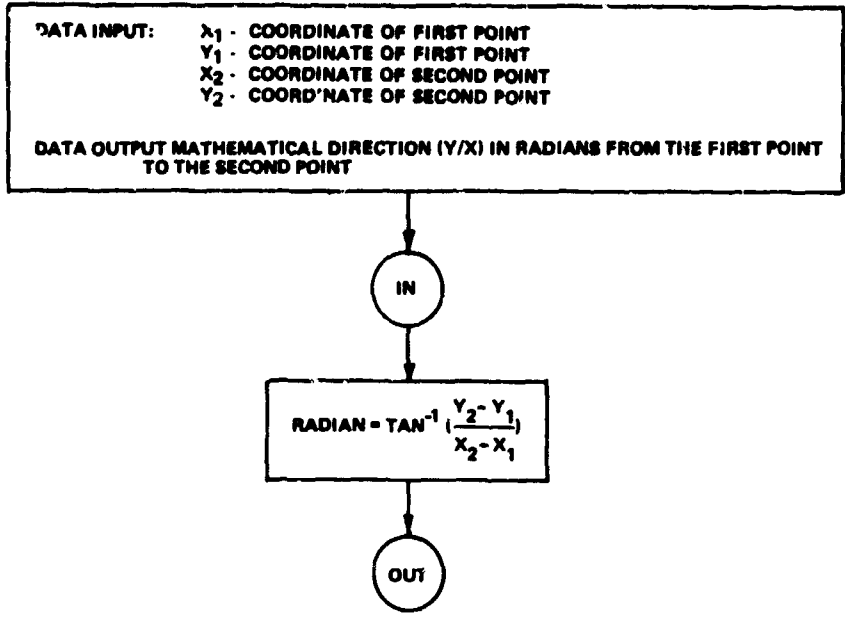 DATA INPUT: X1 - COORDINATE OF FIRST POINT
Y1 - COORDINATE OF FIRST POINT
X2 - COORDINATE OF SECOND POINT
Y2 - COORD'NATE OF SECOND POINT
DATA OUTPUT MATHEMATICAL DIRECTION (Y/X) IN RADIANS FROM THE FIRST POINT
TO THE SECOND POINT
IN
RADIAN = TAN⁻¹ (Y₂ - Y₁ / X₂ - X₁)
OUT